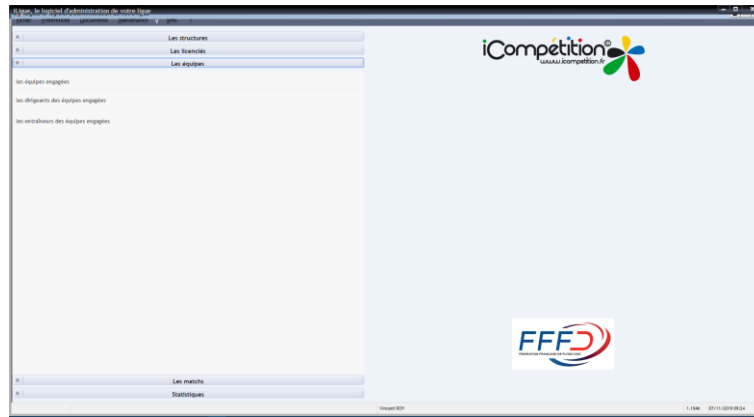 iLigue, le logiciel d'administration de votre ligue
Les structures
Les licenciés
Les équipes
les équipes engagées
les dirigeants des équipes engagées
les entraîneurs des équipes engagées
Les matchs
Statistiques
iCompétition©
www.icompetition.fr
FFFD
Vincent ROY
07/11/2019 09:24